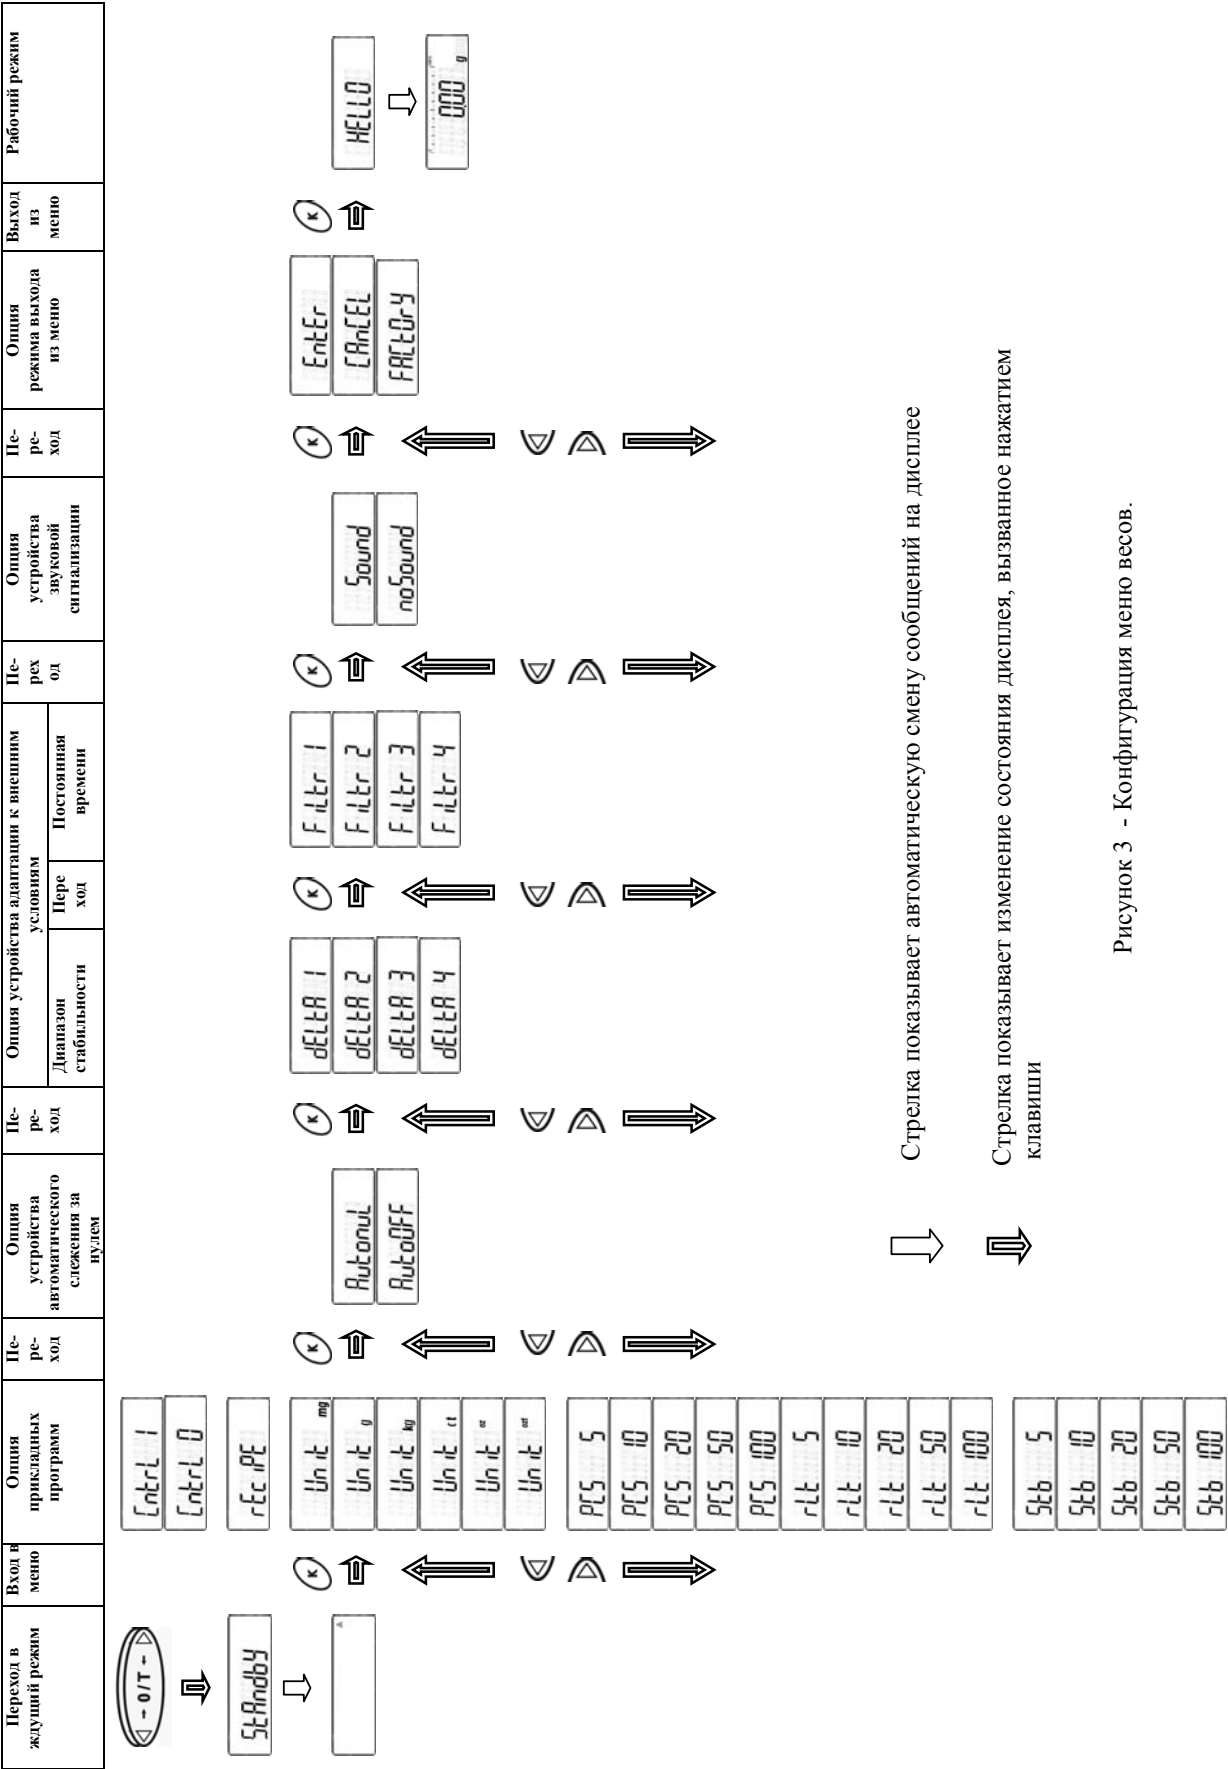 Переход в
ждущий режим
Вход в
меню
Опция
прикладных
программ
Пе-
ре-
ход
Опция
устройства
автоматического
слежения за
нулем
Пе-
ре-
ход
Опция устройства адаптации к внешним
условиям
Диапазон
стабильности
Пере
ход
Постоянная
времени
Пе-
рех
од
Опция
устройства
звуковой
сигнализации
Пе-
ре-
ход
Опция
режима выхода
из меню
Выход
из
меню
Рабочий режим
→ 0/T ←
StAndby
K
CntrL 1
CntrL 0
rEciPE
Unit mg
Unit g
Unit kg
Unit ct
Unit oz
Unit ozt
PCS 5
PCS 10
PCS 20
PCS 50
PCS 100
rLt 5
rLt 10
rLt 20
rLt 50
rLt 100
Stb 5
Stb 10
Stb 20
Stb 50
Stb 100
K
AutonuL
AutoOFF
K
dELtA 1
dELtA 2
dELtA 3
dELtA 4
K
FiLtr 1
FiLtr 2
FiLtr 3
FiLtr 4
K
Sound
noSound
K
EntEr
CAnCEL
FACtOrY
K
HELLO
0.00 g
Стрелка показывает автоматическую смену сообщений на дисплее
Стрелка показывает изменение состояния дисплея, вызванное нажатием
клавиши
Рисунок 3 - Конфигурация меню весов.